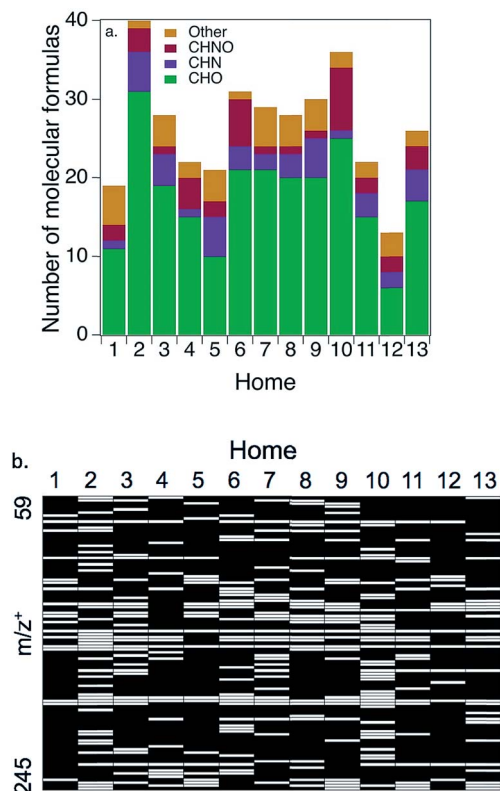 40
a.
Other
CHNO
CHN
CHO
30
20
10
0
Number of molecular formulas
1 2 3 4 5 6 7 8 9 10 11 12 13
Home
b.
Home
1 2 3 4 5 6 7 8 9 10 11 12 13
59
m/z+
245